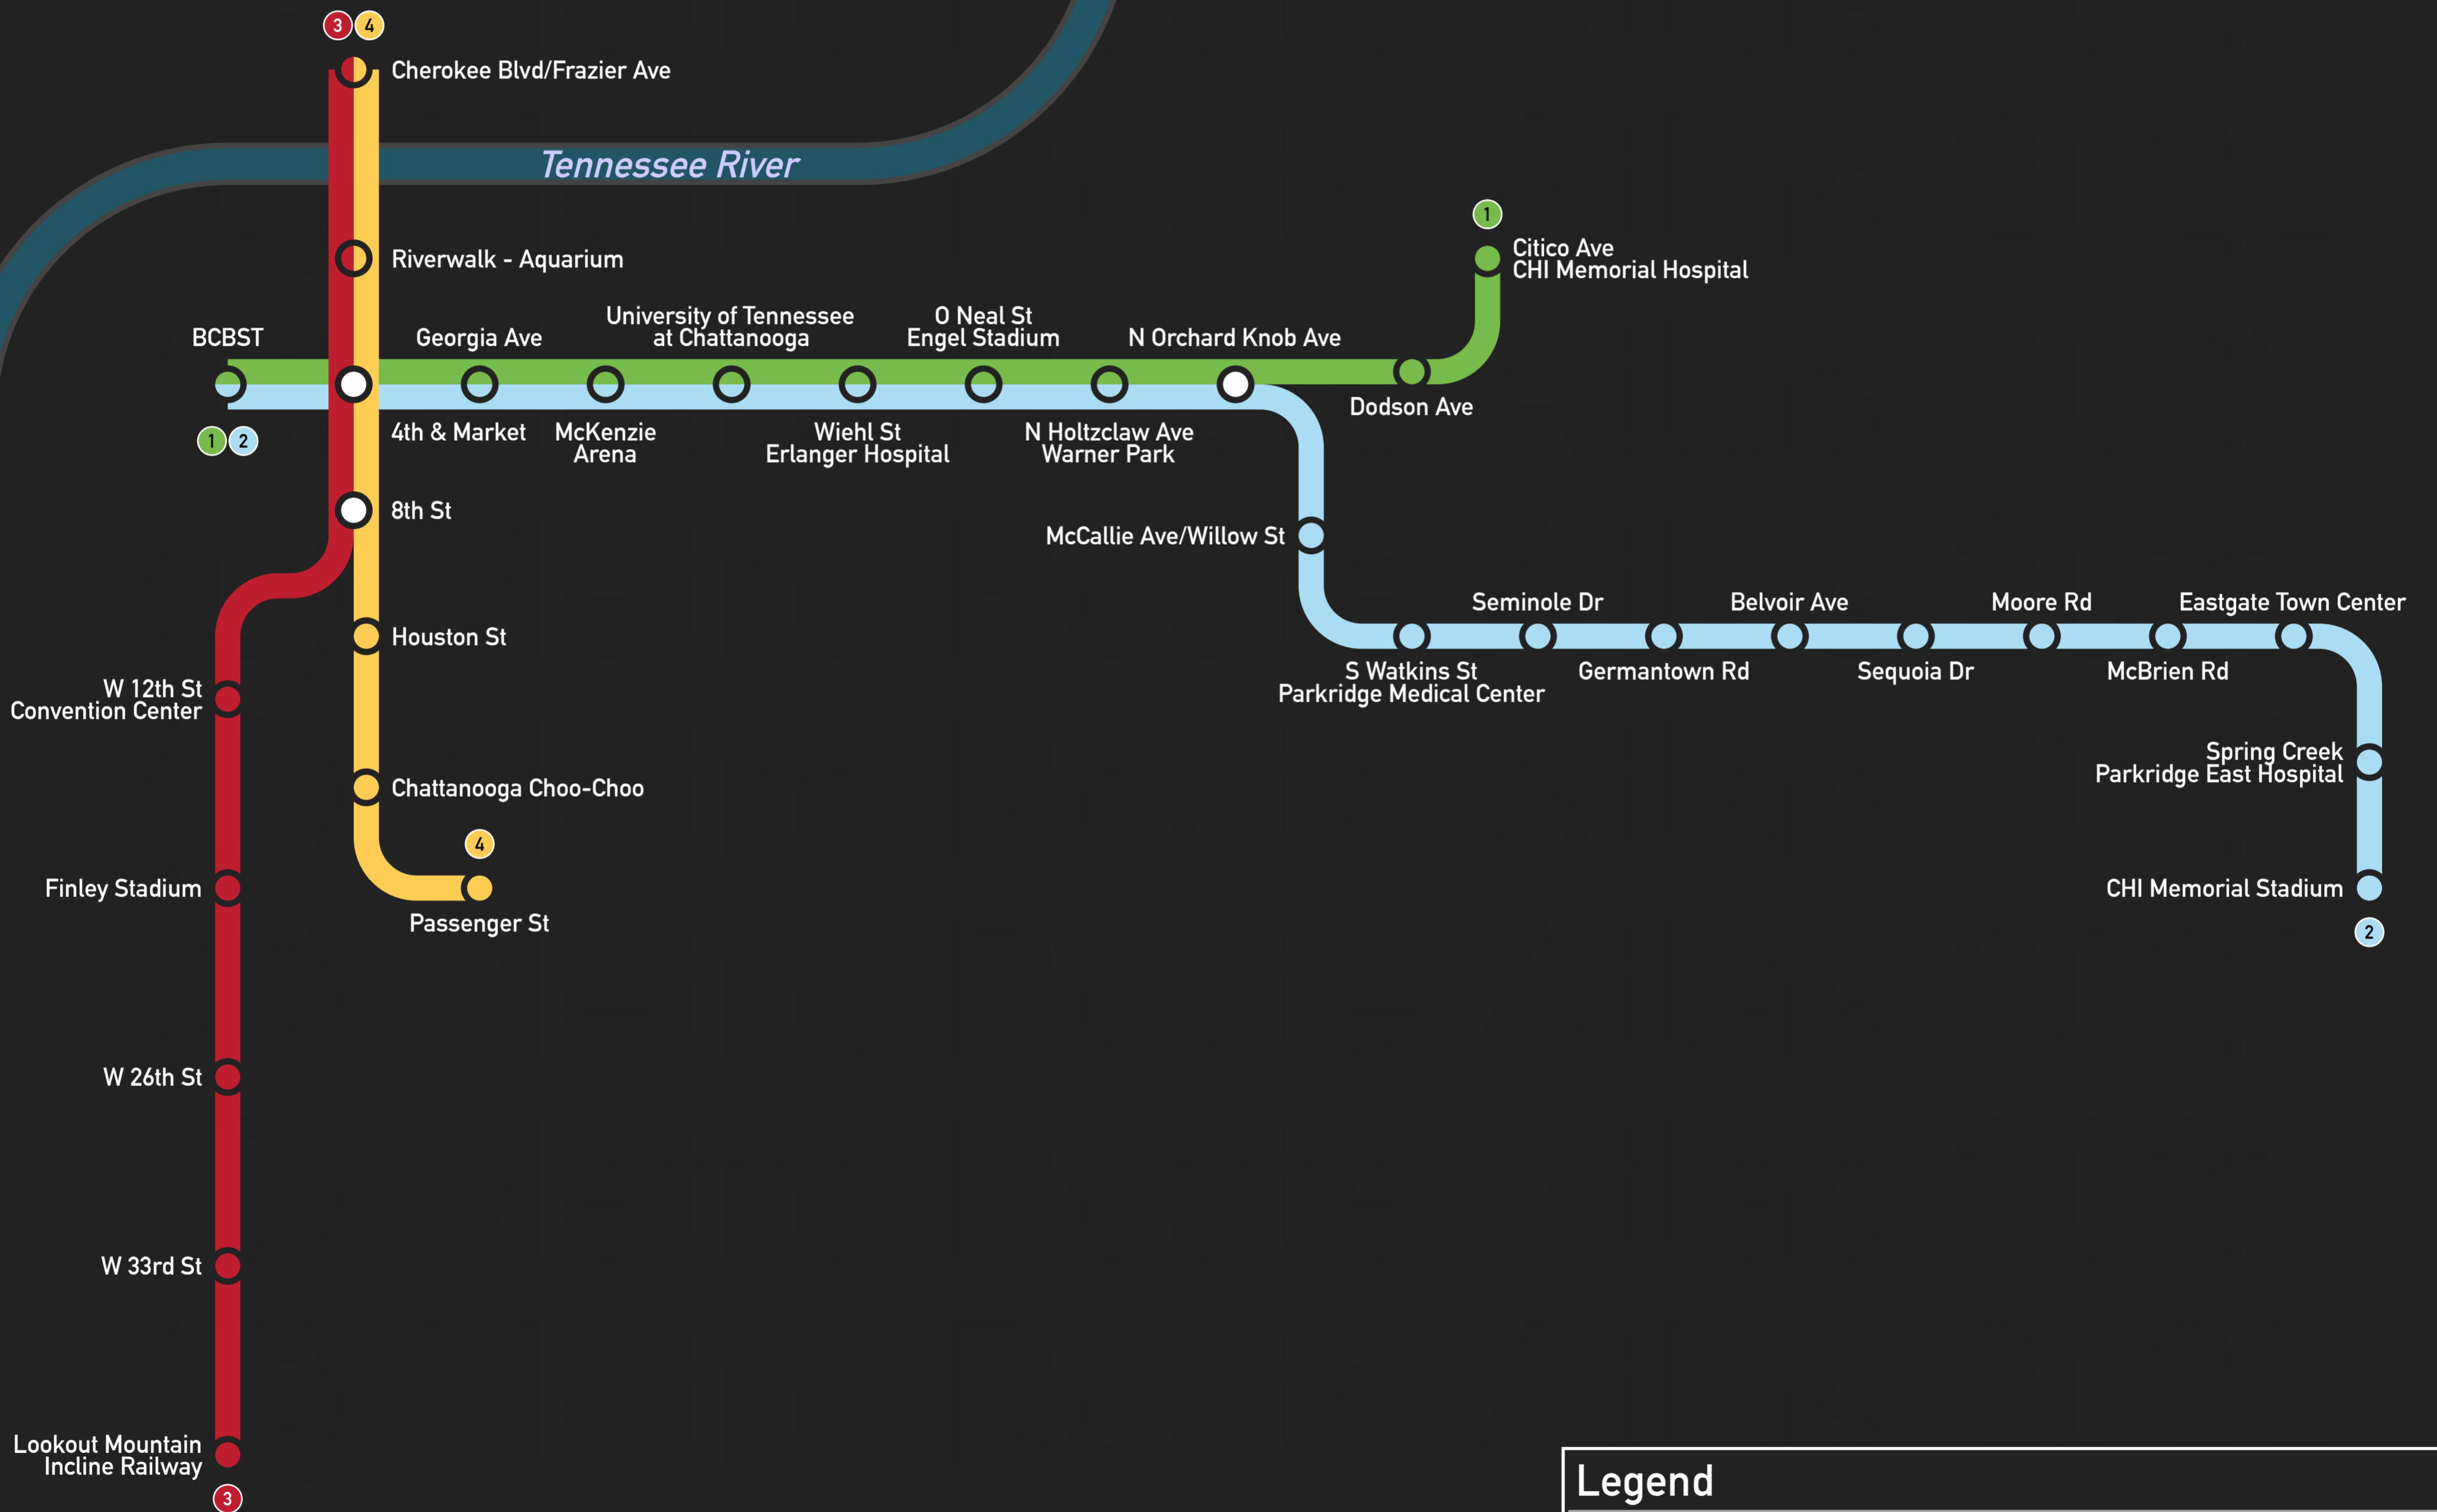 3 4
Cherokee Blvd/Frazier Ave
Tennessee River
Riverwalk - Aquarium
1
Citico Ave
CHI Memorial Hospital
BCBST
Georgia Ave
University of Tennessee
at Chattanooga
O Neal St
Engel Stadium
N Orchard Knob Ave
Dodson Ave
1 2
4th & Market
McKenzie
Arena
Wiehl St
Erlanger Hospital
N Holtzclaw Ave
Warner Park
8th St
McCallie Ave/Willow St
Houston St
Seminole Dr
Belvoir Ave
Moore Rd
Eastgate Town Center
S Watkins St
Parkridge Medical Center
Germantown Rd
Sequoia Dr
McBrien Rd
W 12th St
Convention Center
Spring Creek
Parkridge East Hospital
Chattanooga Choo-Choo
4
Finley Stadium
Passenger St
CHI Memorial Stadium
2
W 26th St
W 33rd St
Lookout Mountain
Incline Railway
3
Legend